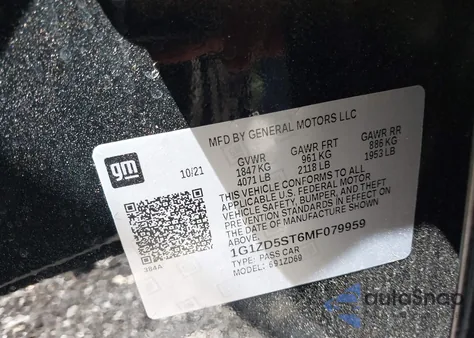 MFD BY GENERAL MOTORS LLC
gm
10/21
GVWR GAWR FRT GAWR RR
1847 KG 961 KG 886 KG
4071 LB 2118 LB 1953 LB
THIS VEHICLE CONFORMS TO ALL
APPLICABLE U.S. FEDERAL MOTOR
VEHICLE SAFETY, BUMPER, AND THEFT
PREVENTION STANDARDS IN EFFECT ON
THE DATE OF MANUFACTURE SHOWN
ABOVE.
1G1ZD5ST6MF079959
TYPE: PASS CAR
MODEL: 691ZD69
384A
autoSnap